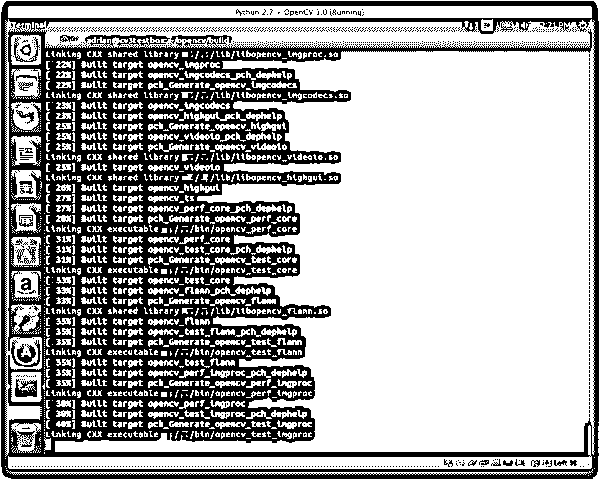 Python 2.7 + OpenCV 3.0 [Running]
Terminal
adrian@cv3testbox: ~/opencv/build
Linking CXX shared library ../../lib/libopencv_imgproc.so
[ 22%] Built target opencv_imgproc
[ 22%] Built target opencv_imgcodecs_pch_dephelp
[ 22%] Built target pch_Generate_opencv_imgcodecs
Linking CXX shared library ../../lib/libopencv_imgcodecs.so
[ 23%] Built target opencv_imgcodecs
[ 23%] Built target opencv_highgui_pch_dephelp
[ 25%] Built target pch_Generate_opencv_highgui
[ 25%] Built target opencv_videoio_pch_dephelp
[ 25%] Built target pch_Generate_opencv_videoio
Linking CXX shared library ../../lib/libopencv_videoio.so
[ 25%] Built target opencv_videoio
Linking CXX shared library ../../lib/libopencv_highgui.so
[ 26%] Built target opencv_highgui
[ 27%] Built target opencv_ts
[ 27%] Built target opencv_perf_core_pch_dephelp
[ 28%] Built target pch_Generate_opencv_perf_core
Linking CXX executable ../../bin/opencv_perf_core
[ 31%] Built target opencv_perf_core
[ 31%] Built target opencv_test_core_pch_dephelp
[ 31%] Built target pch_Generate_opencv_test_core
Linking CXX executable ../../bin/opencv_test_core
[ 33%] Built target opencv_test_core
[ 33%] Built target opencv_flann_pch_dephelp
[ 33%] Built target pch_Generate_opencv_flann
Linking CXX shared library ../../lib/libopencv_flann.so
[ 35%] Built target opencv_flann
[ 35%] Built target opencv_test_flann_pch_dephelp
[ 35%] Built target pch_Generate_opencv_test_flann
Linking CXX executable ../../bin/opencv_test_flann
[ 35%] Built target opencv_test_flann
[ 35%] Built target opencv_perf_imgproc_pch_dephelp
[ 35%] Built target pch_Generate_opencv_perf_imgproc
Linking CXX executable ../../bin/opencv_perf_imgproc
[ 38%] Built target opencv_perf_imgproc
[ 38%] Built target opencv_test_imgproc_pch_dephelp
[ 40%] Built target pch_Generate_opencv_test_imgproc
Linking CXX executable ../../bin/opencv_test_imgproc
Left ⌘